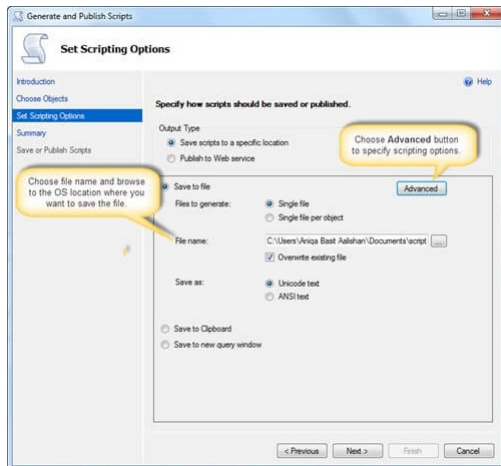 Generate and Publish Scripts
Set Scripting Options
Introduction
Choose Objects
Set Scripting Options
Summary
Save or Publish Scripts
Help
Specify how scripts should be saved or published.
Output Type
Save scripts to a specific location
Publish to Web service
Choose Advanced button
to specify scripting options.
Choose file name and browse
to the OS location where you
want to save the file.
Save to file
Advanced
Files to generate:
Single file
Single file per object
File name:
C:\Users\Aniqa Basit Aalishan\Documents\script
...
Overwrite existing file
Save as:
Unicode text
ANSI text
Save to Clipboard
Save to new query window
< Previous
Next >
Finish
Cancel